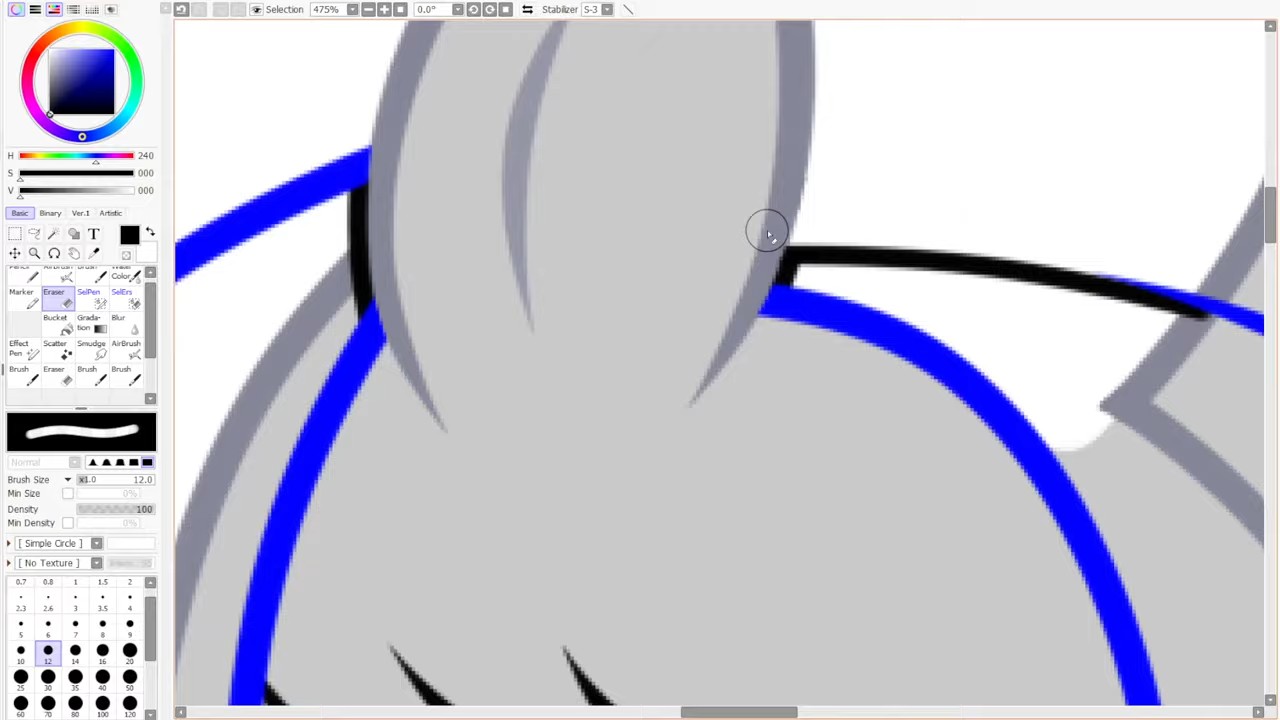 Selection 475% 0.0° Stabilizer S-3
H 240
S 000
V 000
Basic Binary Ver.1 Artistic
T
Pencil AirBrush Water
Color
Marker Eraser SelPen SelErs
Bucket Grada-
tion Blur
Effect
Pen Scatter Smudge AirBrush
Brush Eraser Brush Brush
Normal
Brush Size x1.0 12.0
Min Size 0%
Density 100
Min Density 0%
[ Simple Circle ]
[ No Texture ]
0.7 0.8 1 1.5 2
2.3 2.6 3 3.5 4
5 6 7 8 9
10 12 14 16 20
25 30 35 40 50
60 70 80 100 120